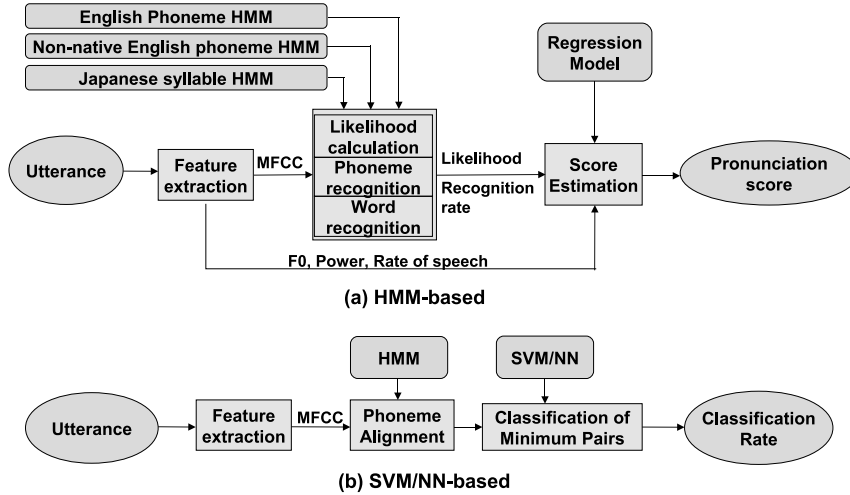 English Phoneme HMM
Non-native English phoneme HMM
Japanese syllable HMM
Regression
Model
Utterance
Feature
extraction
MFCC
Likelihood
calculation
Phoneme
recognition
Word
recognition
Likelihood
Recognition
rate
Score
Estimation
Pronunciation
score
F0, Power, Rate of speech
(a) HMM-based
HMM
SVM/NN
Utterance
Feature
extraction
MFCC
Phoneme
Alignment
Classification of
Minimum Pairs
Classification
Rate
(b) SVM/NN-based